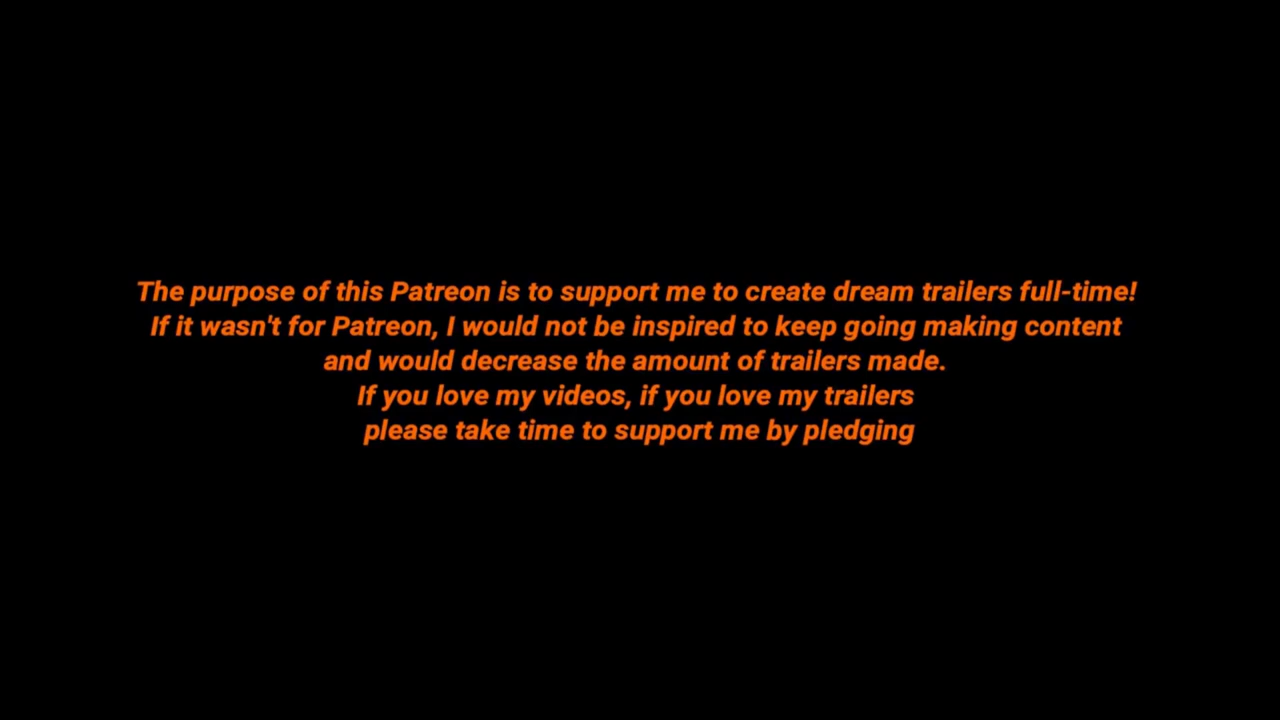 The purpose of this Patreon is to support me to create dream trailers full-time!
If it wasn't for Patreon, I would not be inspired to keep going making content
and would decrease the amount of trailers made.
If you love my videos, if you love my trailers
please take time to support me by pledging